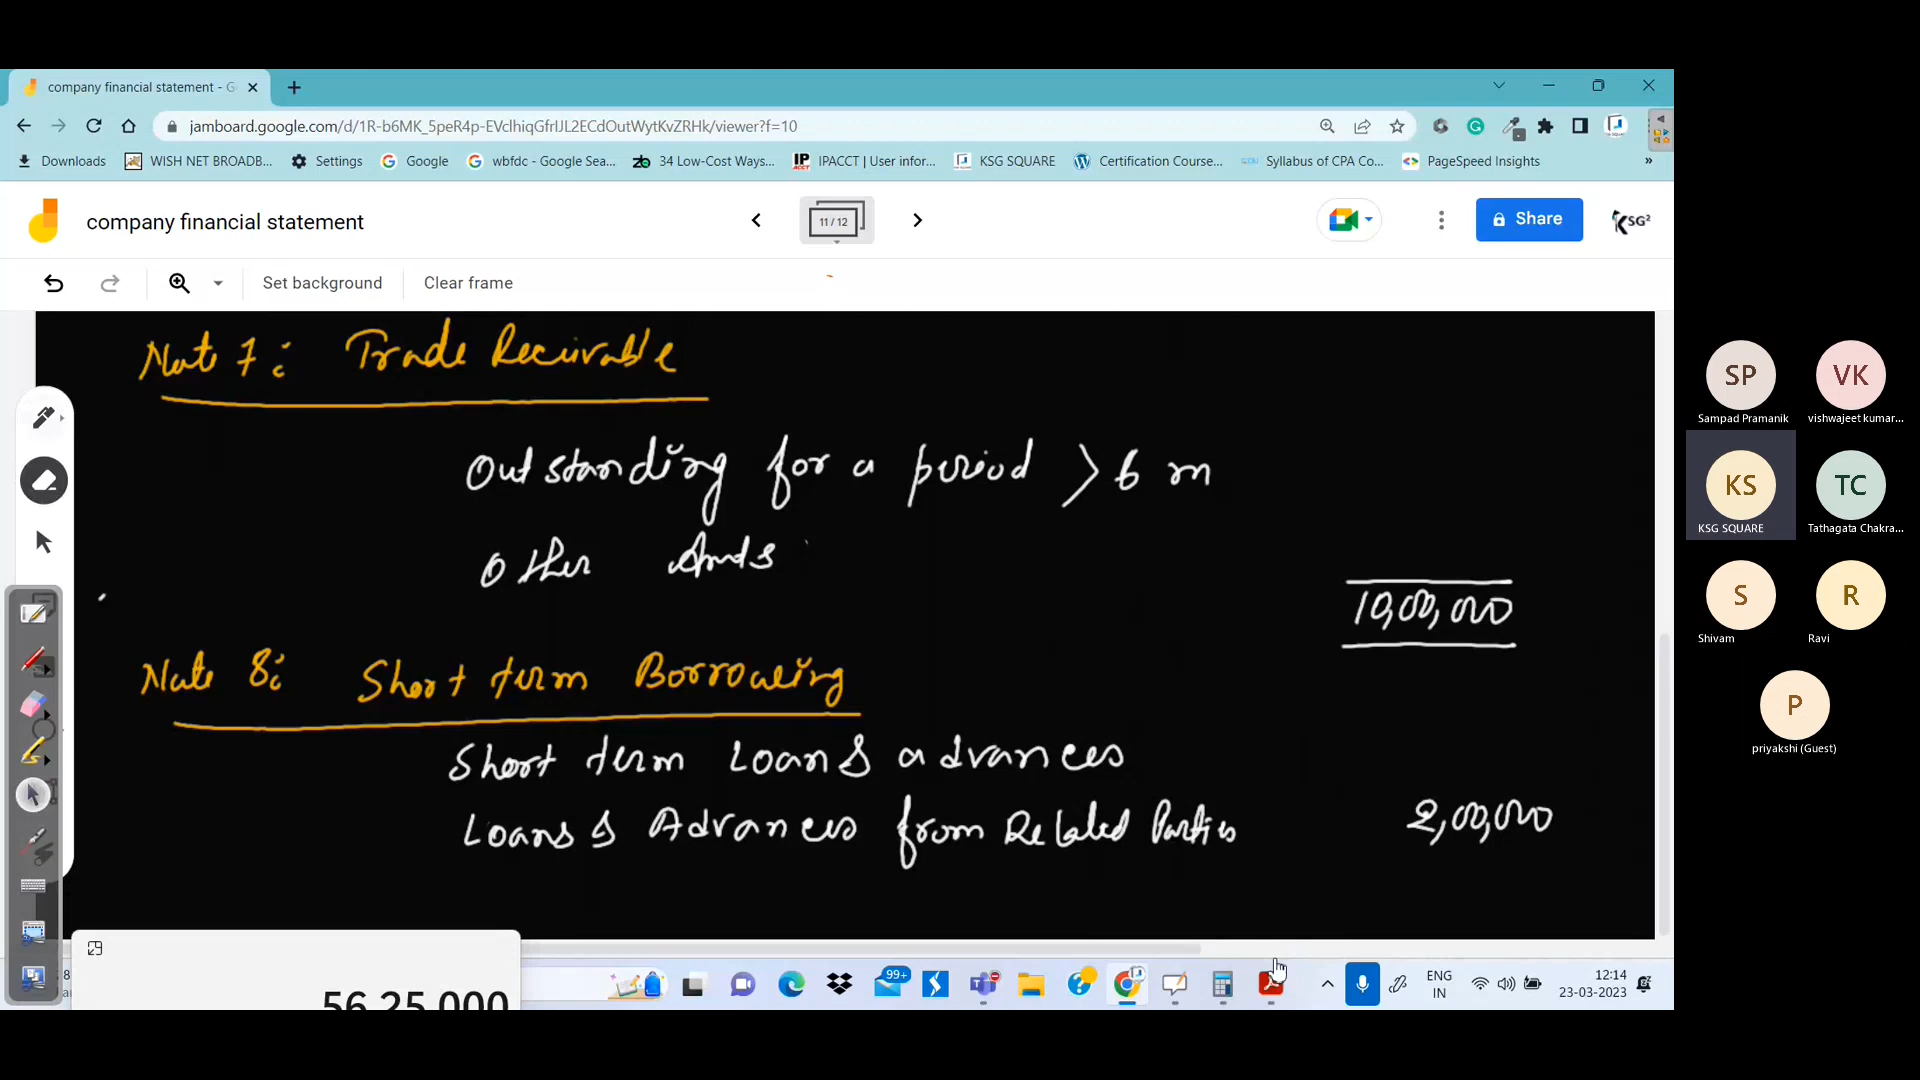 company financial statement - G
jamboard.google.com/d/1R-b6MK_5peR4p-EVclhiqGfrIJL2ECdOutWytKvZRHk/viewer?f=10
Downloads WISH NET BROADB... Settings Google wbfdc - Google Sea... 34 Low-Cost Ways... IPACCT | User infor... KSG SQUARE Certification Course... Syllabus of CPA Co... PageSpeed Insights »
company financial statement
11 / 12
Share
KSG²
Set background Clear frame
Note 7: Trade Recivable
Outstanding for a period > 6 m
Other Amts
10,00,000
Note 8: Short term Borrowing
Short term Loans & advances
Loans & Advances from Related Parties 2,00,000
56,25,000
99+
ENG
IN
12:14
23-03-2023
SP
Sampad Pramanik
VK
vishwajeet kumar...
KS
KSG SQUARE
TC
Tathagata Chakra...
S
Shivam
R
Ravi
P
priyakshi (Guest)